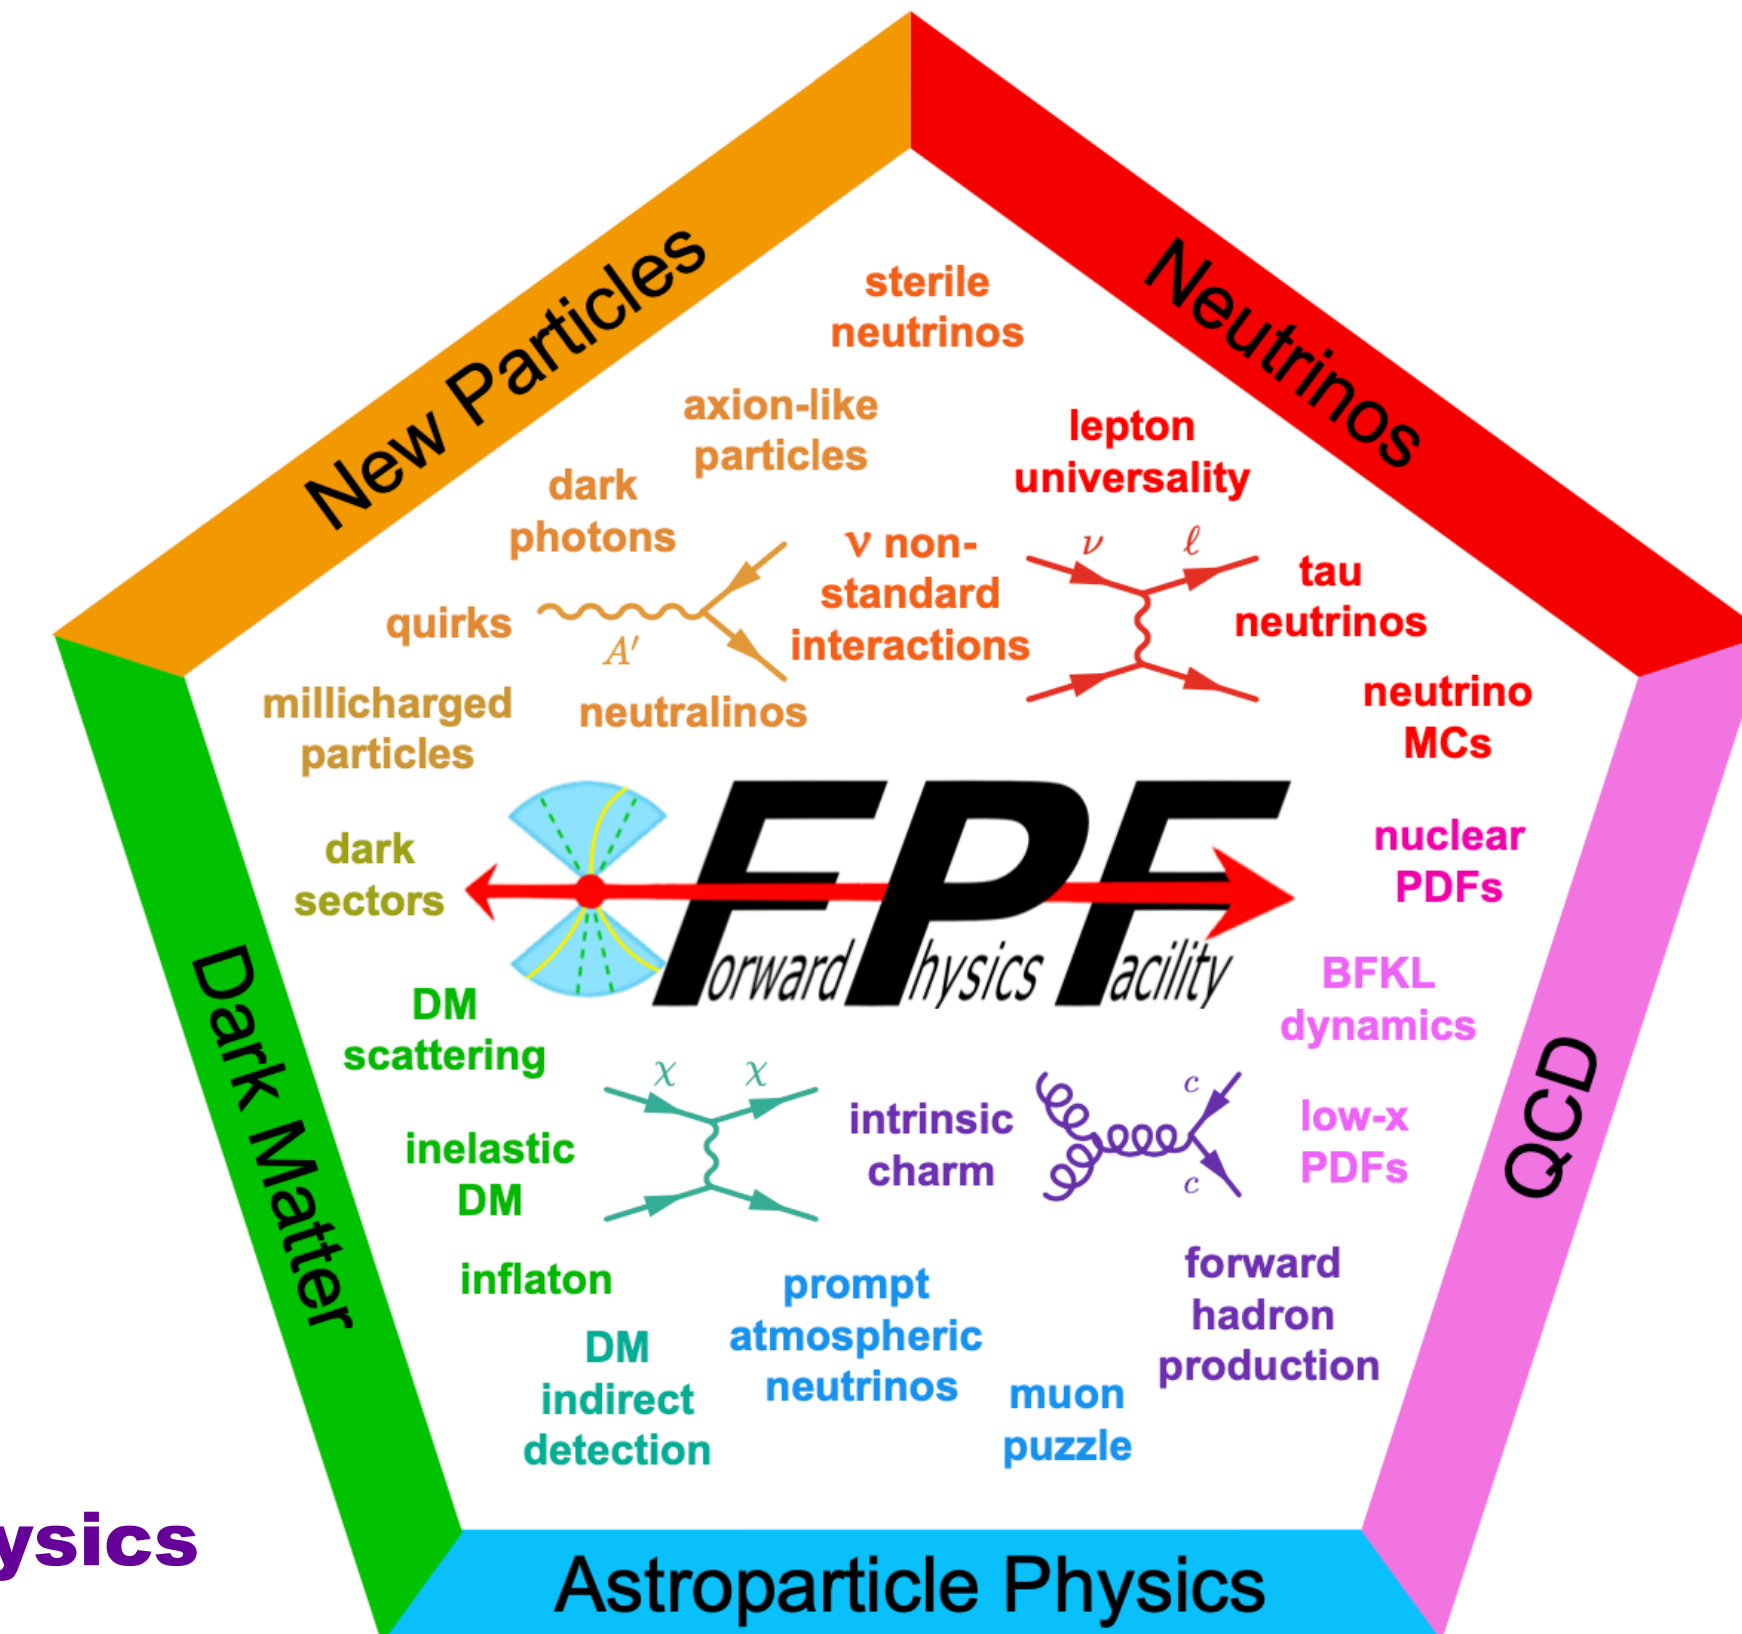 New Particles
Neutrinos
sterile
neutrinos
axion-like
particles
lepton
universality
dark
photons
ν non-
standard
interactions
ν
ℓ
tau
neutrinos
quirks
A′
neutralinos
millicharged
particles
neutrino
MCs
dark
sectors
Forward Physics Facility
nuclear
PDFs
Dark Matter
DM
scattering
BFKL
dynamics
QCD
χ
χ
inelastic
DM
intrinsic
charm
c
c
low-x
PDFs
inflaton
prompt
atmospheric
neutrinos
forward
hadron
production
DM
indirect
detection
muon
puzzle
ysics
Astroparticle Physics